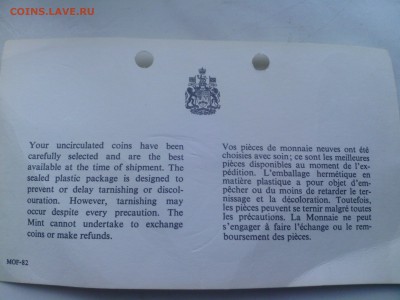 COINS.LAVE.RU
Your uncirculated coins have been
carefully selected and are the best
available at the time of shipment. The
sealed plastic package is designed to
prevent or delay tarnishing or discol-
ouration. However, tarnishing may
occur despite every precaution. The
Mint cannot undertake to exchange
coins or make refunds.
Vos pièces de monnaie neuves ont été
choisies avec soin; ce sont les meilleures
pièces disponibles au moment de l'ex-
pédition. L'emballage hermétique en
matière plastique a pour objet d'em-
pêcher ou du moins de retarder le ter-
nissage et la décoloration. Toutefois,
les pièces peuvent se ternir malgré toutes
les précautions. La Monnaie ne peut
s'engager à faire l'échange ou le rem-
boursement des pièces.
MOP-82